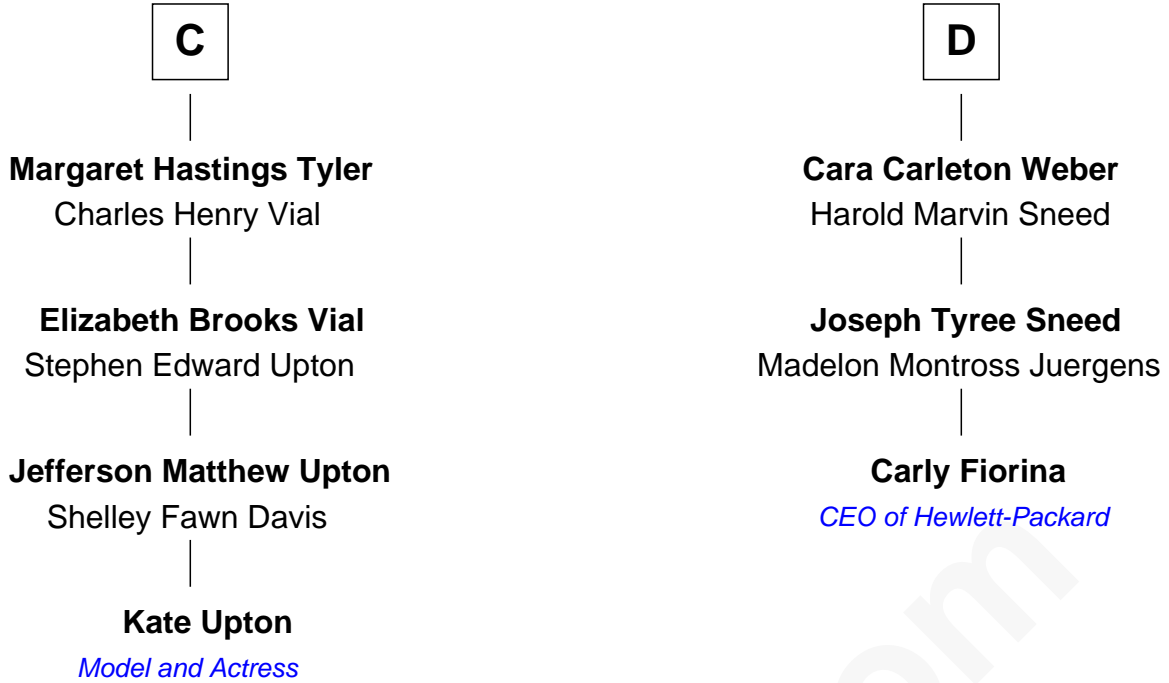 C
Margaret Hastings Tyler
Charles Henry Vial
Elizabeth Brooks Vial
Stephen Edward Upton
Jefferson Matthew Upton
Shelley Fawn Davis
Kate Upton
Model and Actress
D
Cara Carleton Weber
Harold Marvin Sneed
Joseph Tyree Sneed
Madelon Montross Juergens
Carly Fiorina
CEO of Hewlett-Packard
om